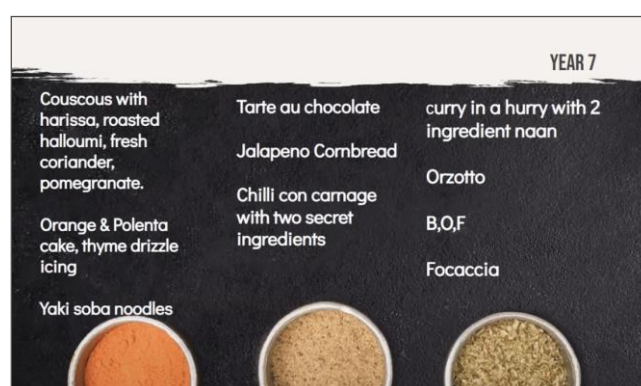 YEAR 7
Couscous with
harissa, roasted
halloumi, fresh
coriander,
pomegranate.
Orange & Polenta
cake, thyme drizzle
icing
Yaki soba noodles
Tarte au chocolate
Jalapeno Cornbread
Chilli con carnage
with two secret
ingredients
curry in a hurry with 2
ingredient naan
Orzotto
B,O,F
Focaccia